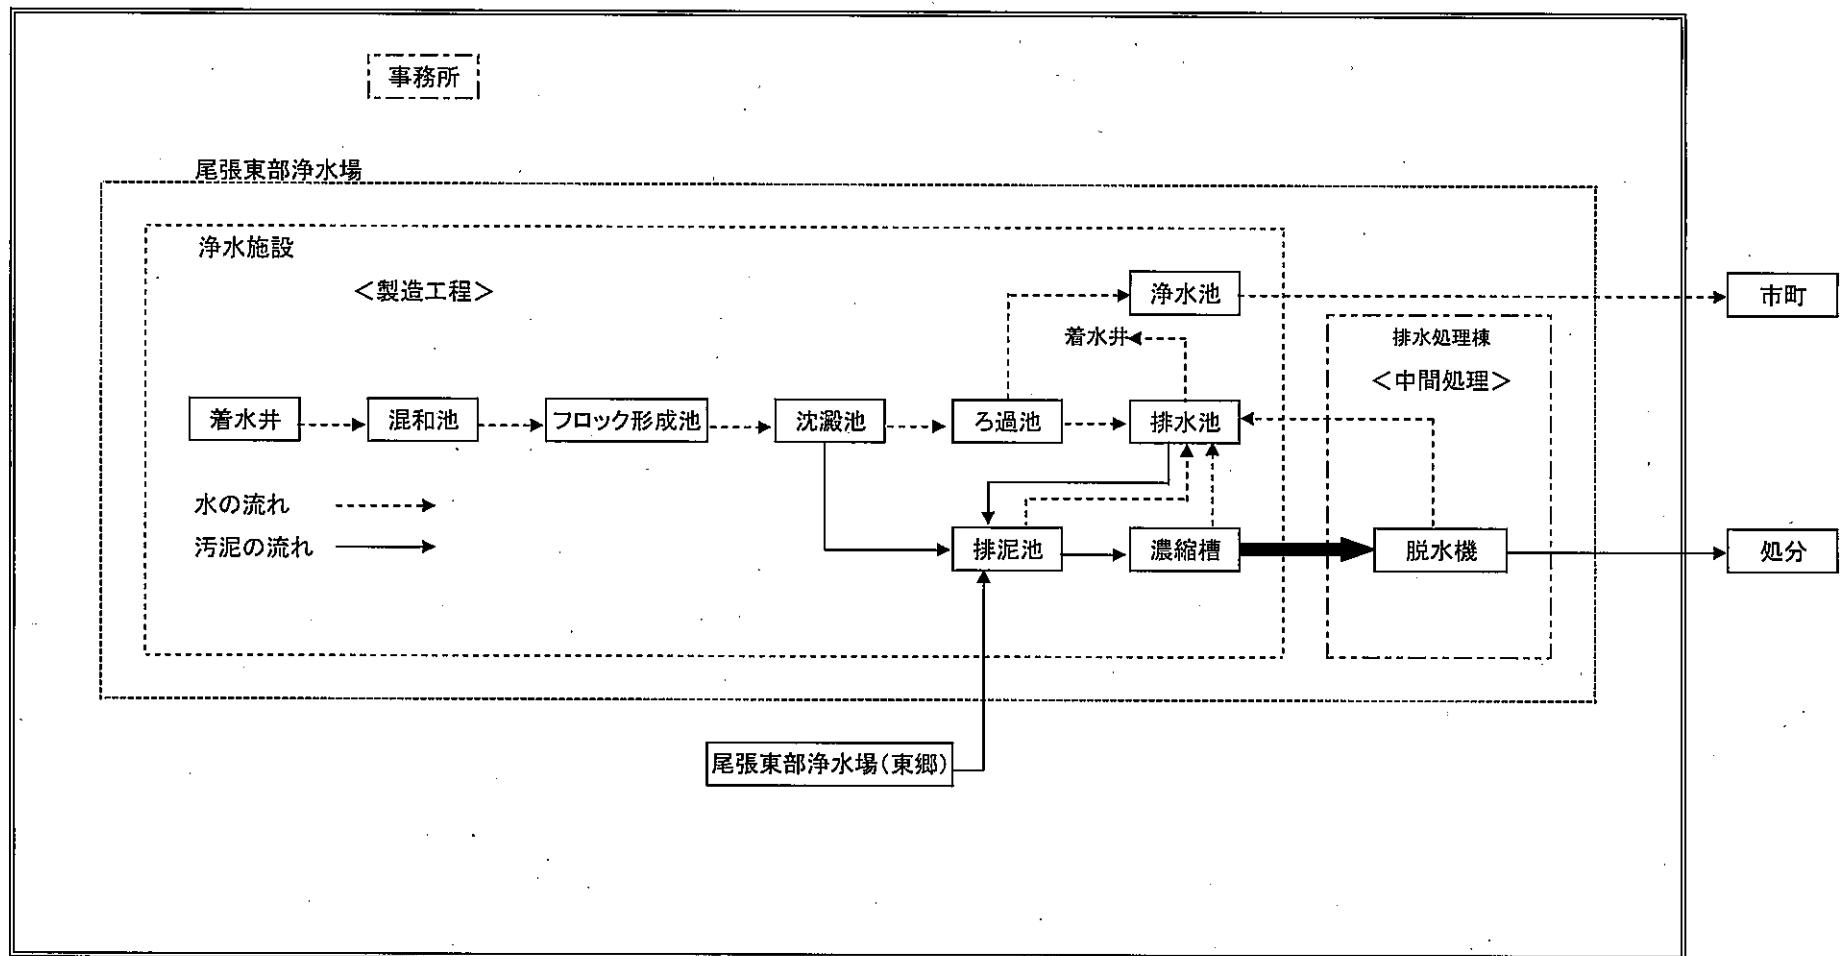 事務所
尾張東部浄水場
浄水施設
<製造工程>
浄水池
市町
着水井
排水処理棟
<中間処理>
着水井
混和池
フロック形成池
沈澱池
ろ過池
排水池
水の流れ
汚泥の流れ
排泥池
濃縮槽
脱水機
処分
尾張東部浄水場(東郷)